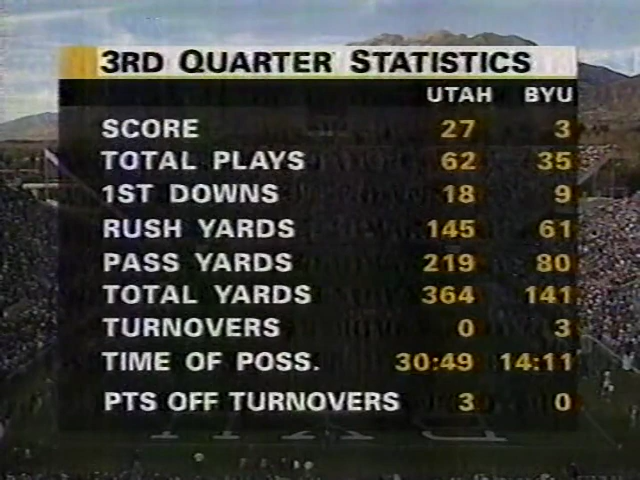 3RD QUARTER STATISTICS
UTAH BYU
SCORE 27 3
TOTAL PLAYS 62 35
1ST DOWNS 18 9
RUSH YARDS 145 61
PASS YARDS 219 80
TOTAL YARDS 364 141
TURNOVERS 0 3
TIME OF POSS. 30:49 14:11
PTS OFF TURNOVERS 3 0